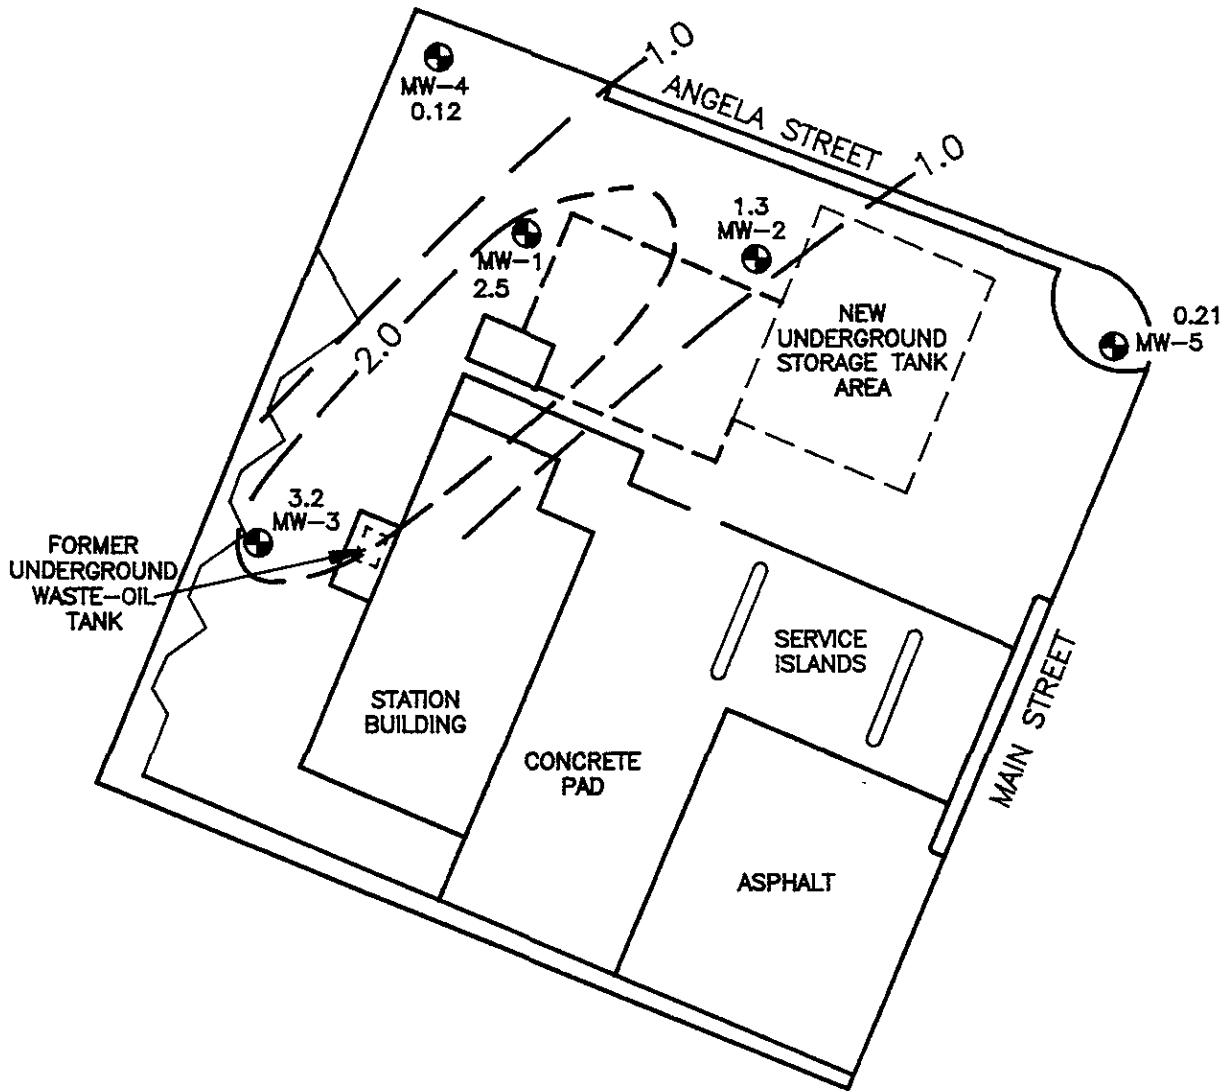 1.0
MW-4
0.12
ANGELA STREET
1.0
1.3
MW-2
MW-1
2.5
NEW
UNDERGROUND
STORAGE TANK
AREA
0.21
MW-5
2.0
3.2
MW-3
FORMER
UNDERGROUND
WASTE-OIL
TANK
SERVICE
ISLANDS
STATION
BUILDING
CONCRETE
PAD
MAIN STREET
ASPHALT